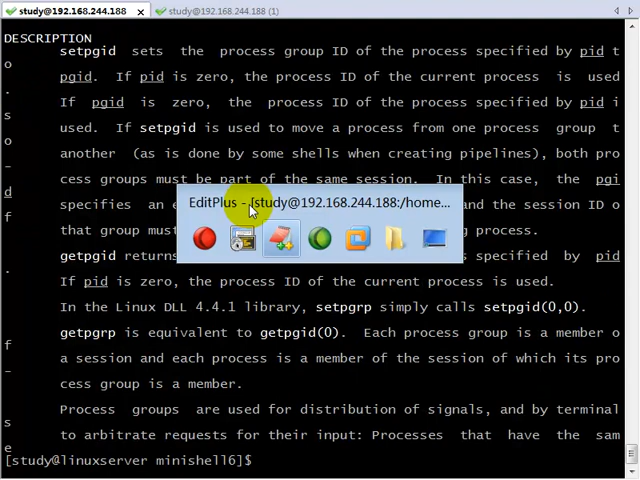 study@192.168.244.188
study@192.168.244.188 (1)
DESCRIPTION
setpgid sets the process group ID of the process specified by pid t
o
pgid. If pid is zero, the process ID of the current process is used
.
If pgid is zero, the process ID of the process specified by pid i
s
used. If setpgid is used to move a process from one process group t
o
another (as is done by some shells when creating pipelines), both pro
-
cess groups must be part of the same session. In this case, the pgi
d
specifies an e
and the session ID o
f
that group must
ng process.
getpgid returns
s specified by pid
.
If pid is zero, the process ID of the current process is used.
In the Linux DLL 4.4.1 library, setpgrp simply calls setpgid(0,0).
getpgrp is equivalent to getpgid(0). Each process group is a member o
f
a session and each process is a member of the session of which its pro
-
cess group is a member.
Process groups are used for distribution of signals, and by terminal
s
to arbitrate requests for their input: Processes that have the sam
e
[study@linuxserver minishell6]$
EditPlus - [study@192.168.244.188:/home...